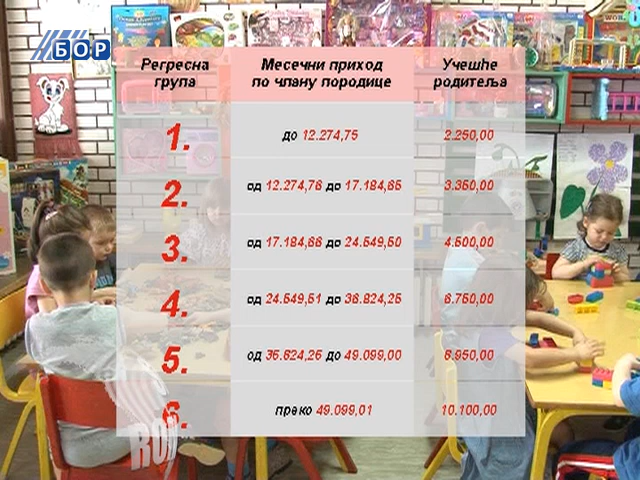 БОР
Регресна група
Месечни приход по члану породице
Учешће родитеља
1. до 12.274,75 2.250,00
2. од 12.274,76 до 17.184,65 3.350,00
3. од 17.184,66 до 24.549,50 4.500,00
4. од 24.549,51 до 36.824,25 6.750,00
5. од 36.824,26 до 49.099,00 8.950,00
6. преко 49.099,01 10.100,00